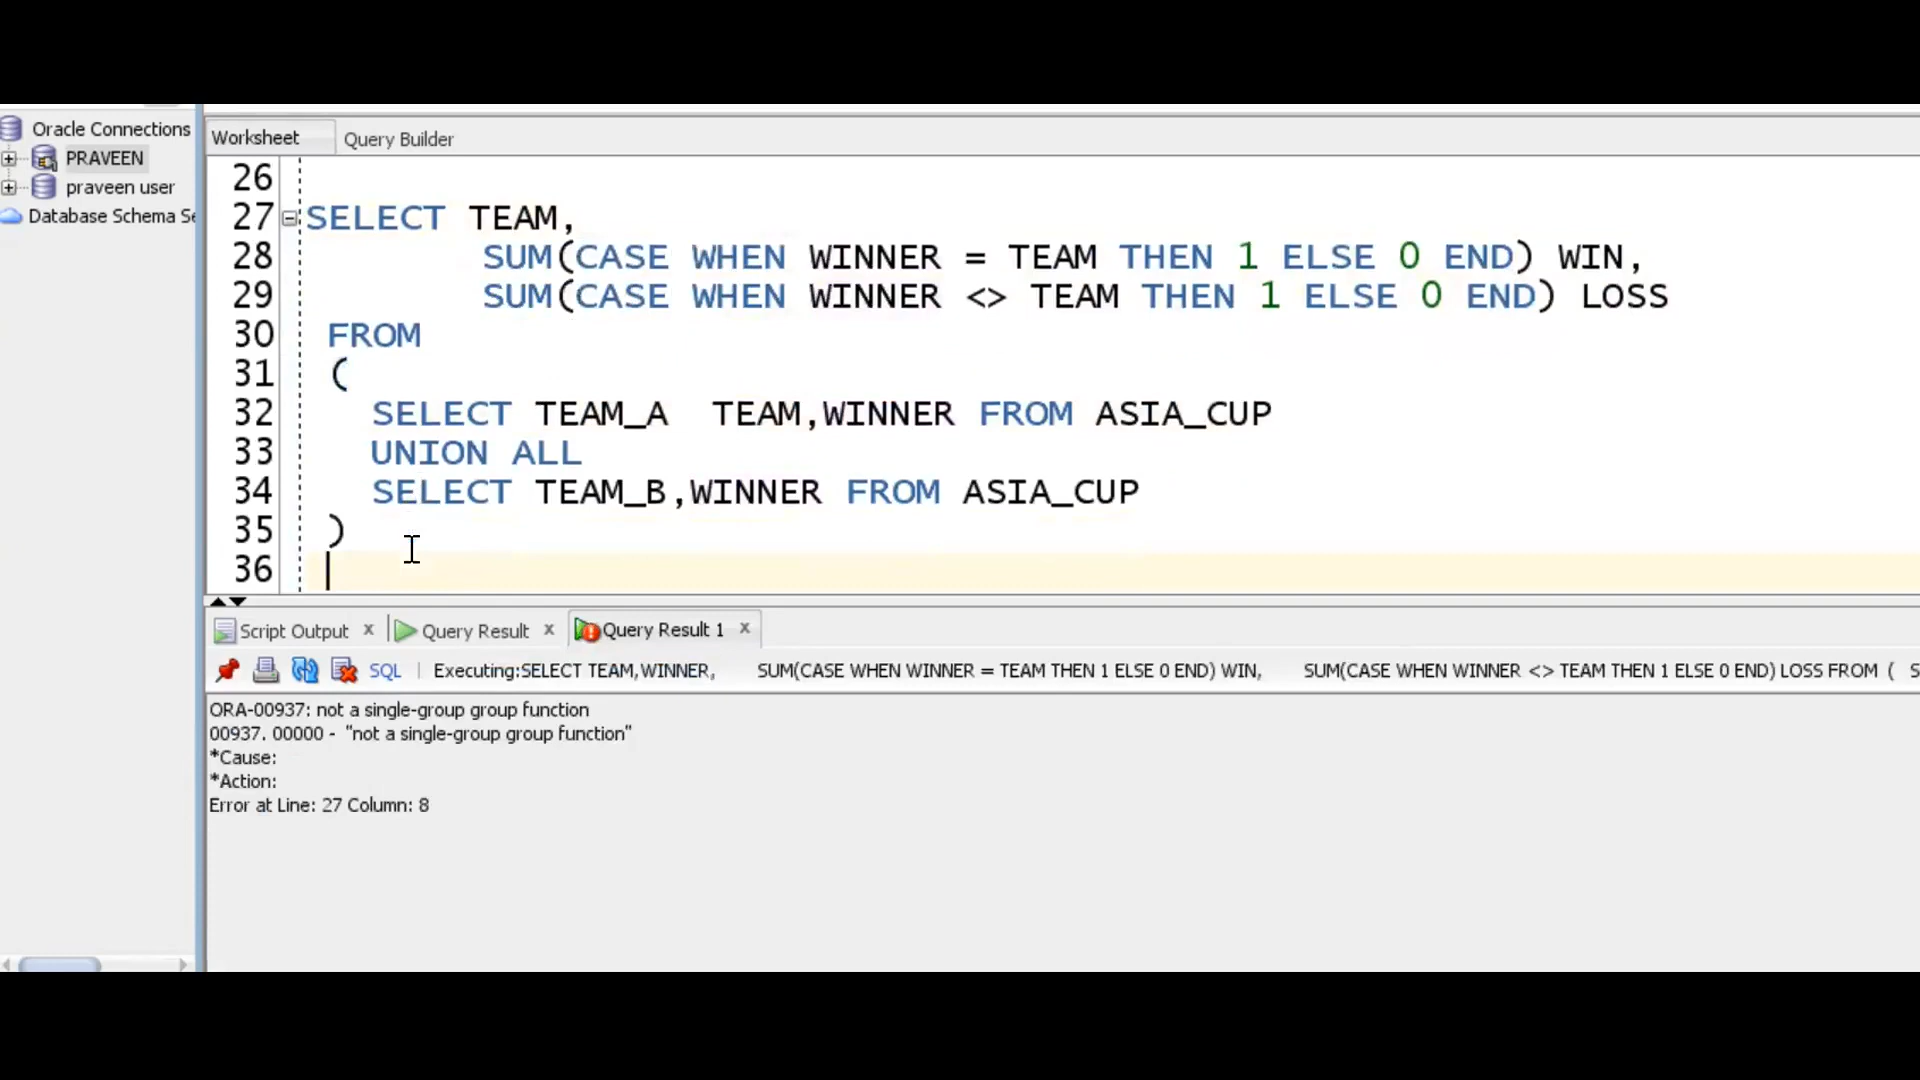 Oracle Connections
PRAVEEN
praveen user
Database Schema Se
Worksheet
Query Builder
26
27 SELECT TEAM,
28 SUM(CASE WHEN WINNER = TEAM THEN 1 ELSE 0 END) WIN,
29 SUM(CASE WHEN WINNER <> TEAM THEN 1 ELSE 0 END) LOSS
30 FROM
31 (
32 SELECT TEAM_A TEAM,WINNER FROM ASIA_CUP
33 UNION ALL
34 SELECT TEAM_B,WINNER FROM ASIA_CUP
35 )
36
Script Output x Query Result x Query Result 1 x
SQL | Executing:SELECT TEAM,WINNER, SUM(CASE WHEN WINNER = TEAM THEN 1 ELSE 0 END) WIN, SUM(CASE WHEN WINNER <> TEAM THEN 1 ELSE 0 END) LOSS FROM ( S
ORA-00937: not a single-group group function
00937. 00000 - "not a single-group group function"
*Cause:
*Action:
Error at Line: 27 Column: 8